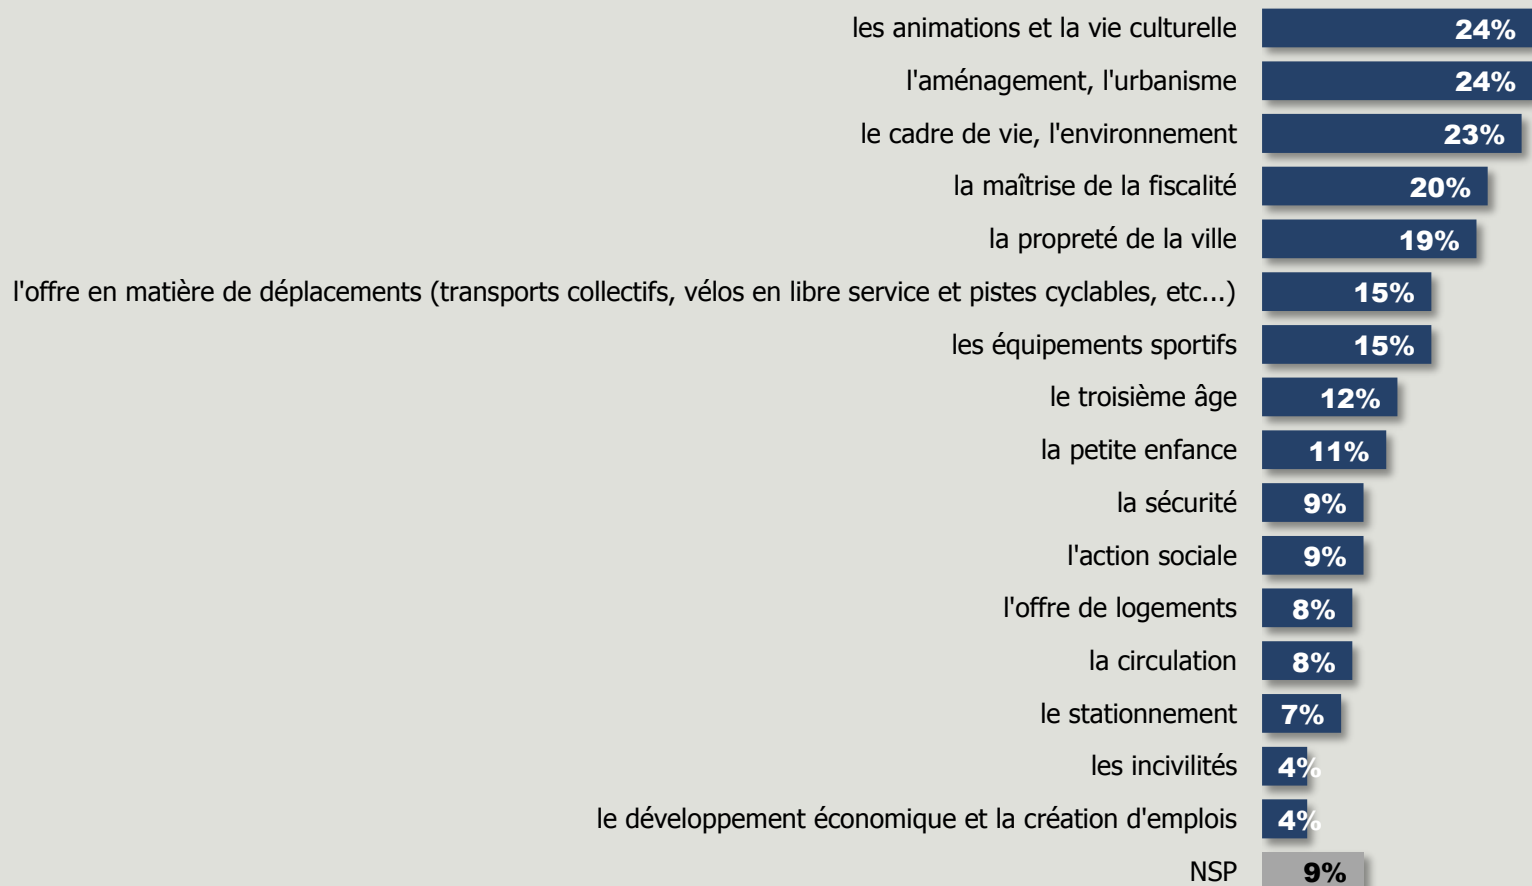 les animations et la vie culturelle 24%
l'aménagement, l'urbanisme 24%
le cadre de vie, l'environnement 23%
la maîtrise de la fiscalité 20%
la propreté de la ville 19%
l'offre en matière de déplacements (transports collectifs, vélos en libre service et pistes cyclables, etc...) 15%
les équipements sportifs 15%
le troisième âge 12%
la petite enfance 11%
la sécurité 9%
l'action sociale 9%
l'offre de logements 8%
la circulation 8%
le stationnement 7%
les incivilités 4%
le développement économique et la création d'emplois 4%
NSP 9%